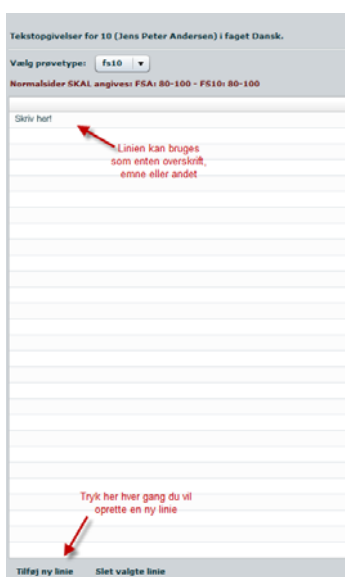 Tekstopgivelser for 10 (Jens Peter Andersen) i faget Dansk.
Vælg prøvetype: fs10
Normalsider SKAL angives: FSA: 80-100 - FS10: 80-100
Skriv her!
Linien kan bruges
som enten overskrift,
emne eller andet
Tryk her hver gang du vil
oprette en ny linie
Tilføj ny linie Slet valgte linie